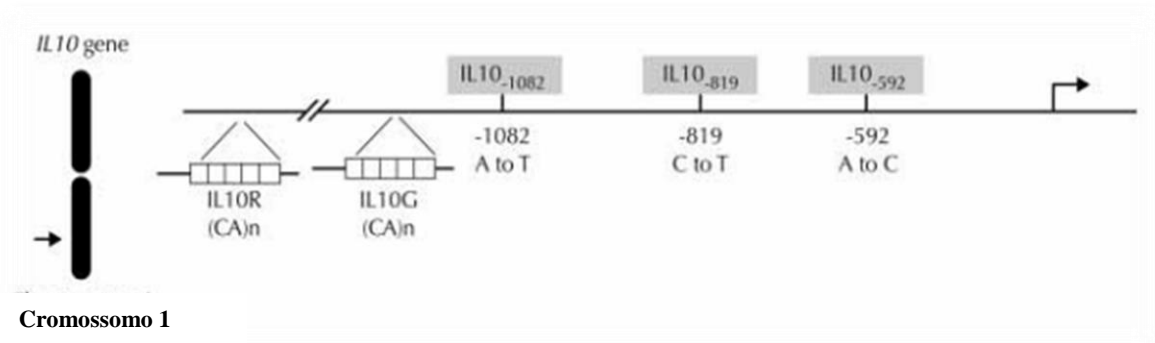 IL10 gene
IL10-1082
IL10-819
IL10-592
-1082
A to T
-819
C to T
-592
A to C
IL10R
(CA)n
IL10G
(CA)n
Cromossomo 1